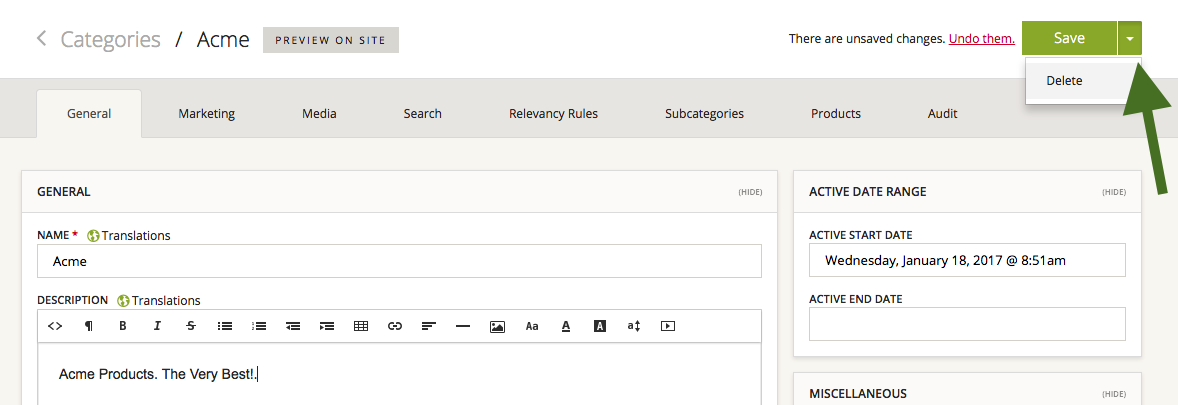 Categories / Acme PREVIEW ON SITE There are unsaved changes. Undo them. Save
Delete
General Marketing Media Search Relevancy Rules Subcategories Products Audit
GENERAL (HIDE)
NAME * Translations
Acme
DESCRIPTION Translations
B I S Aa A A a
Acme Products. The Very Best!.
ACTIVE DATE RANGE (HIDE)
ACTIVE START DATE
Wednesday, January 18, 2017 @ 8:51am
ACTIVE END DATE
MISCELLANEOUS (HIDE)